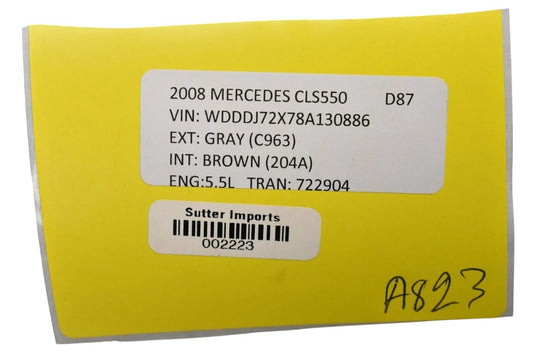 2008 MERCEDES CLS550 D87
VIN: WDDDJ72X78A130886
EXT: GRAY (C963)
INT: BROWN (204A)
ENG:5.5L TRAN: 722904
Sutter Imports
002223
A823